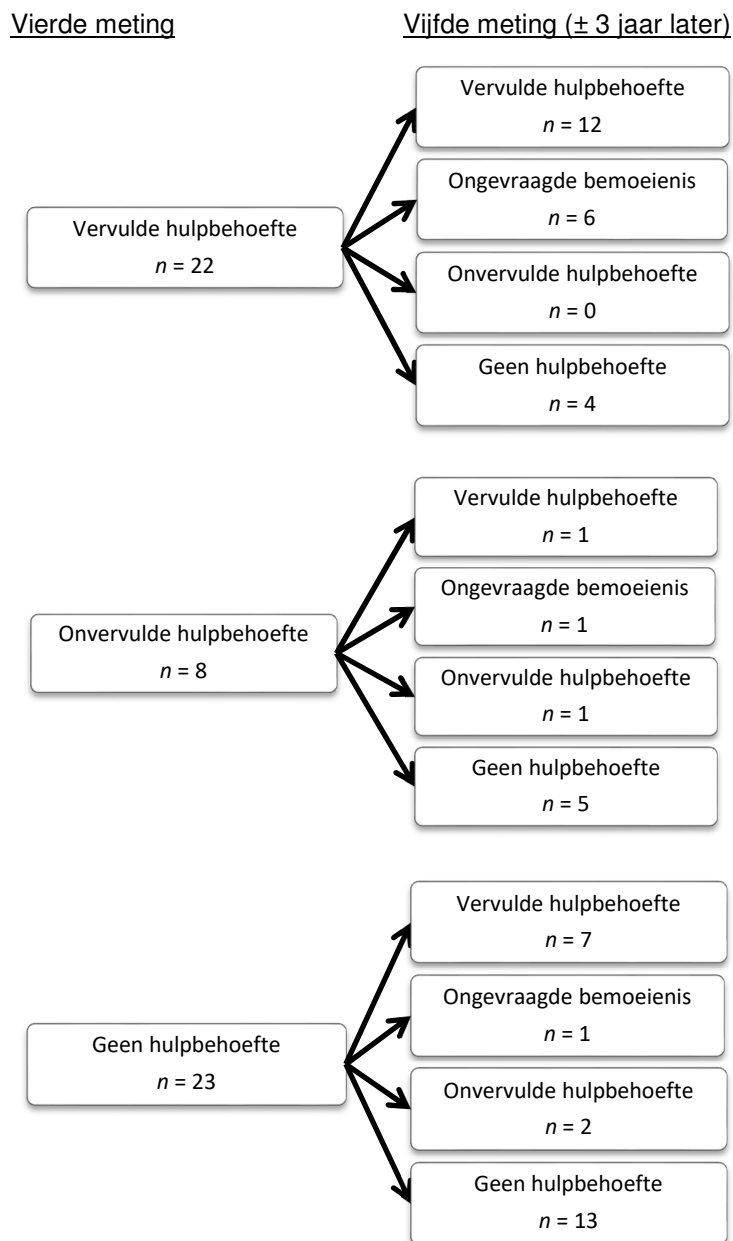 Vierde meting
Vijfde meting (± 3 jaar later)
Vervulde hulpbehoefte
n = 22
Vervulde hulpbehoefte
n = 12
Ongevraagde bemoeienis
n = 6
Onvervulde hulpbehoefte
n = 0
Geen hulpbehoefte
n = 4
Onvervulde hulpbehoefte
n = 8
Vervulde hulpbehoefte
n = 1
Ongevraagde bemoeienis
n = 1
Onvervulde hulpbehoefte
n = 1
Geen hulpbehoefte
n = 5
Geen hulpbehoefte
n = 23
Vervulde hulpbehoefte
n = 7
Ongevraagde bemoeienis
n = 1
Onvervulde hulpbehoefte
n = 2
Geen hulpbehoefte
n = 13